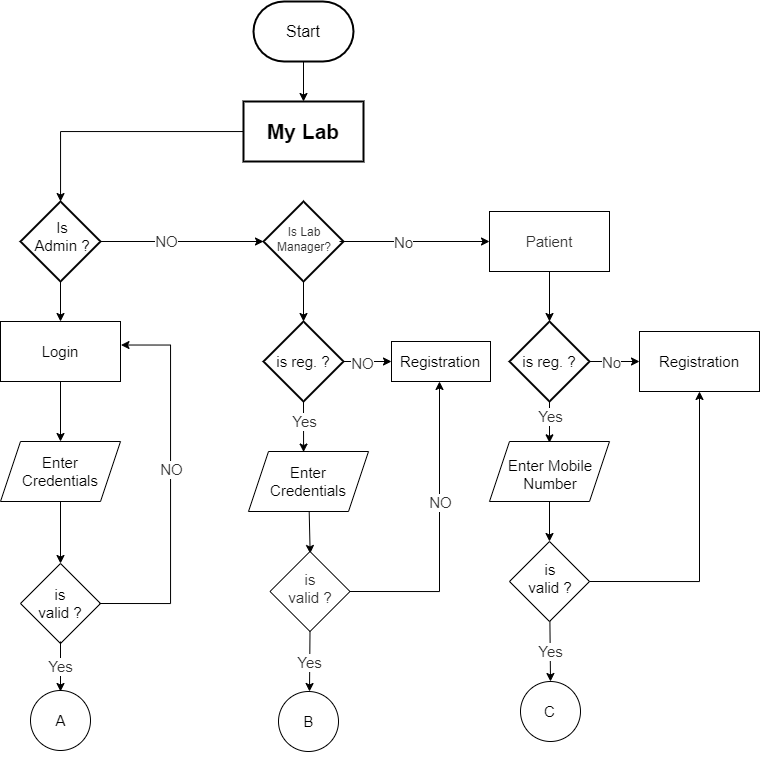 Start
My Lab
Is
Admin ?
NO
Is Lab
Manager?
No
Patient
Login
is reg. ?
NO
Registration
is reg. ?
No
Registration
Yes
Yes
Enter
Credentials
NO
Enter
Credentials
NO
Enter Mobile
Number
is
valid ?
is
valid ?
is
valid ?
Yes
Yes
Yes
A
B
C